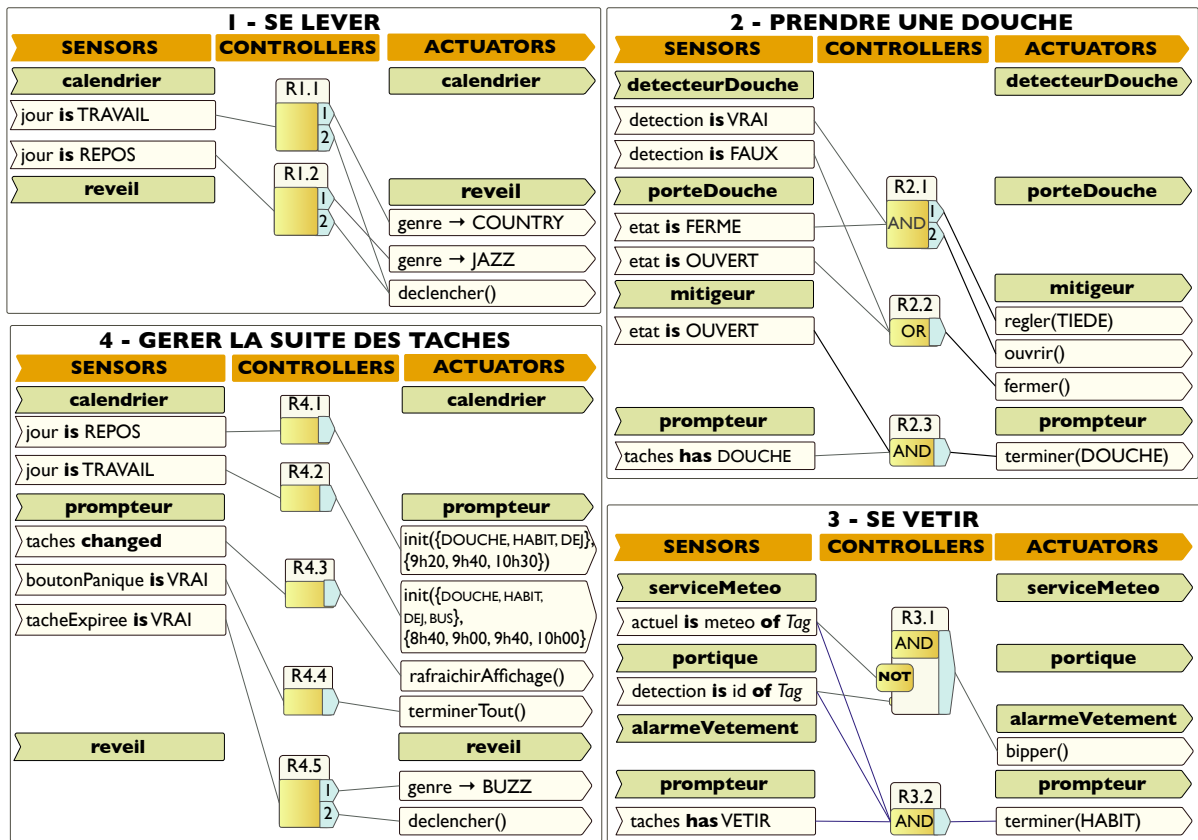 1 - SE LEVER
SENSORS
CONTROLLERS
ACTUATORS
calendrier
calendrier
R1.1
1
2
jour is TRAVAIL
jour is REPOS
R1.2
1
2
reveil
reveil
genre → COUNTRY
genre → JAZZ
declencher()
2 - PRENDRE UNE DOUCHE
SENSORS
CONTROLLERS
ACTUATORS
detecteurDouche
detecteurDouche
detection is VRAI
detection is FAUX
porteDouche
R2.1
AND
1
2
porteDouche
etat is FERME
etat is OUVERT
mitigeur
mitigeur
R2.2
OR
etat is OUVERT
regler(TIEDE)
ouvrir()
fermer()
prompteur
R2.3
AND
prompteur
taches has DOUCHE
terminer(DOUCHE)
4 - GERER LA SUITE DES TACHES
SENSORS
CONTROLLERS
ACTUATORS
calendrier
calendrier
R4.1
jour is REPOS
R4.2
jour is TRAVAIL
prompteur
prompteur
taches changed
init({DOUCHE, HABIT, DEJ},
{9h20, 9h40, 10h30})
R4.3
boutonPanique is VRAI
init({DOUCHE, HABIT,
DEJ, BUS},
{8h40, 9h00, 9h40, 10h00}
tacheExpiree is VRAI
rafraichirAffichage()
R4.4
terminerTout()
reveil
reveil
R4.5
1
2
genre → BUZZ
declencher()
3 - SE VETIR
SENSORS
CONTROLLERS
ACTUATORS
serviceMeteo
serviceMeteo
actuel is meteo of Tag
R3.1
AND
NOT
portique
portique
detection is id of Tag
alarmeVetement
alarmeVetement
bipper()
prompteur
prompteur
R3.2
AND
taches has VETIR
terminer(HABIT)